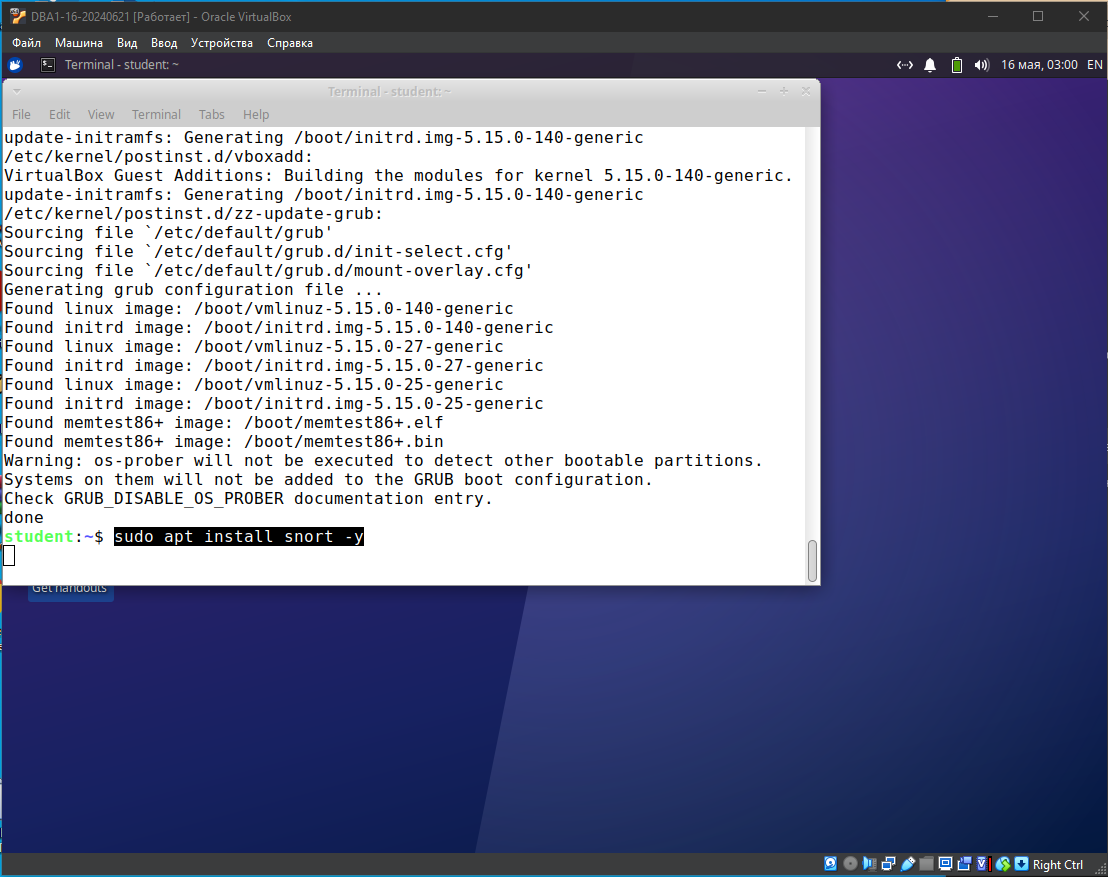 DBA1-16-20240621 [Работает] - Oracle VirtualBox
Файл Машина Вид Ввод Устройства Справка
Terminal - student: ~ 16 мая, 03:00 EN
Terminal - student: ~
File Edit View Terminal Tabs Help
update-initramfs: Generating /boot/initrd.img-5.15.0-140-generic
/etc/kernel/postinst.d/vboxadd:
VirtualBox Guest Additions: Building the modules for kernel 5.15.0-140-generic.
update-initramfs: Generating /boot/initrd.img-5.15.0-140-generic
/etc/kernel/postinst.d/zz-update-grub:
Sourcing file `/etc/default/grub'
Sourcing file `/etc/default/grub.d/init-select.cfg'
Sourcing file `/etc/default/grub.d/mount-overlay.cfg'
Generating grub configuration file ...
Found linux image: /boot/vmlinuz-5.15.0-140-generic
Found initrd image: /boot/initrd.img-5.15.0-140-generic
Found linux image: /boot/vmlinuz-5.15.0-27-generic
Found initrd image: /boot/initrd.img-5.15.0-27-generic
Found linux image: /boot/vmlinuz-5.15.0-25-generic
Found initrd image: /boot/initrd.img-5.15.0-25-generic
Found memtest86+ image: /boot/memtest86+.elf
Found memtest86+ image: /boot/memtest86+.bin
Warning: os-prober will not be executed to detect other bootable partitions.
Systems on them will not be added to the GRUB boot configuration.
Check GRUB_DISABLE_OS_PROBER documentation entry.
done
student:~$ sudo apt install snort -y
Get handouts
Right Ctrl